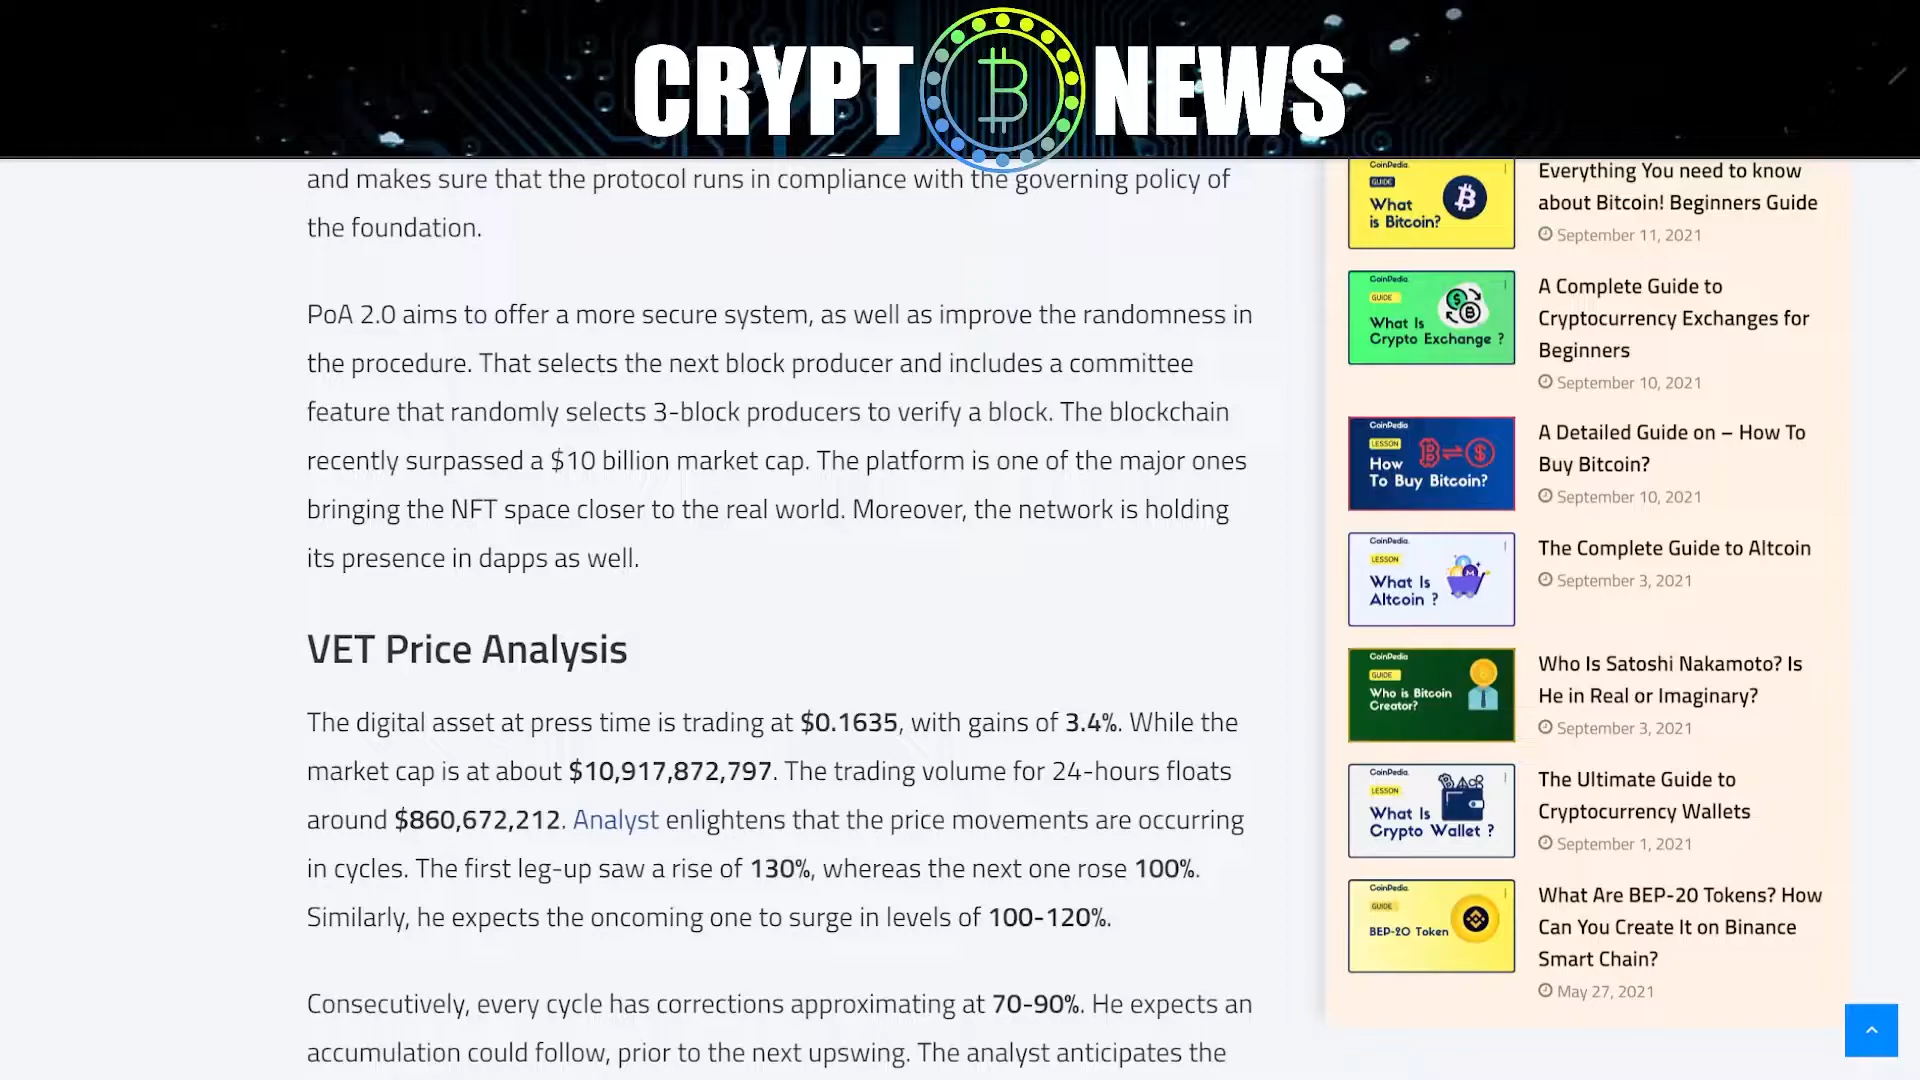 CRYPT NEWS
and makes sure that the protocol runs in compliance with the governing policy of
the foundation.
PoA 2.0 aims to offer a more secure system, as well as improve the randomness in
the procedure. That selects the next block producer and includes a committee
feature that randomly selects 3-block producers to verify a block. The blockchain
recently surpassed a $10 billion market cap. The platform is one of the major ones
bringing the NFT space closer to the real world. Moreover, the network is holding
its presence in dapps as well.
VET Price Analysis
The digital asset at press time is trading at $0.1635, with gains of 3.4%. While the
market cap is at about $10,917,872,797. The trading volume for 24-hours floats
around $860,672,212. Analyst enlightens that the price movements are occurring
in cycles. The first leg-up saw a rise of 130%, whereas the next one rose 100%.
Similarly, he expects the oncoming one to surge in levels of 100-120%.
Consecutively, every cycle has corrections approximating at 70-90%. He expects an
accumulation could follow, prior to the next upswing. The analyst anticipates the
CoinPedia
GUIDE
What
is Bitcoin?
Everything You need to know
about Bitcoin! Beginners Guide
September 11, 2021
CoinPedia
GUIDE
What Is
Crypto Exchange ?
A Complete Guide to
Cryptocurrency Exchanges for
Beginners
September 10, 2021
CoinPedia
LESSON
How
To Buy Bitcoin?
A Detailed Guide on – How To
Buy Bitcoin?
September 10, 2021
CoinPedia
LESSON
What Is
Altcoin ?
The Complete Guide to Altcoin
September 3, 2021
CoinPedia
GUIDE
Who is Bitcoin
Creator?
Who Is Satoshi Nakamoto? Is
He in Real or Imaginary?
September 3, 2021
CoinPedia
LESSON
What Is
Crypto Wallet ?
The Ultimate Guide to
Cryptocurrency Wallets
September 1, 2021
CoinPedia
GUIDE
BEP-20 Token
What Are BEP-20 Tokens? How
Can You Create It on Binance
Smart Chain?
May 27, 2021